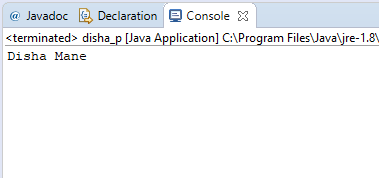 @ Javadoc Declaration Console
<terminated> disha_p [Java Application] C:\Program Files\Java\jre-1.8\
Disha Mane